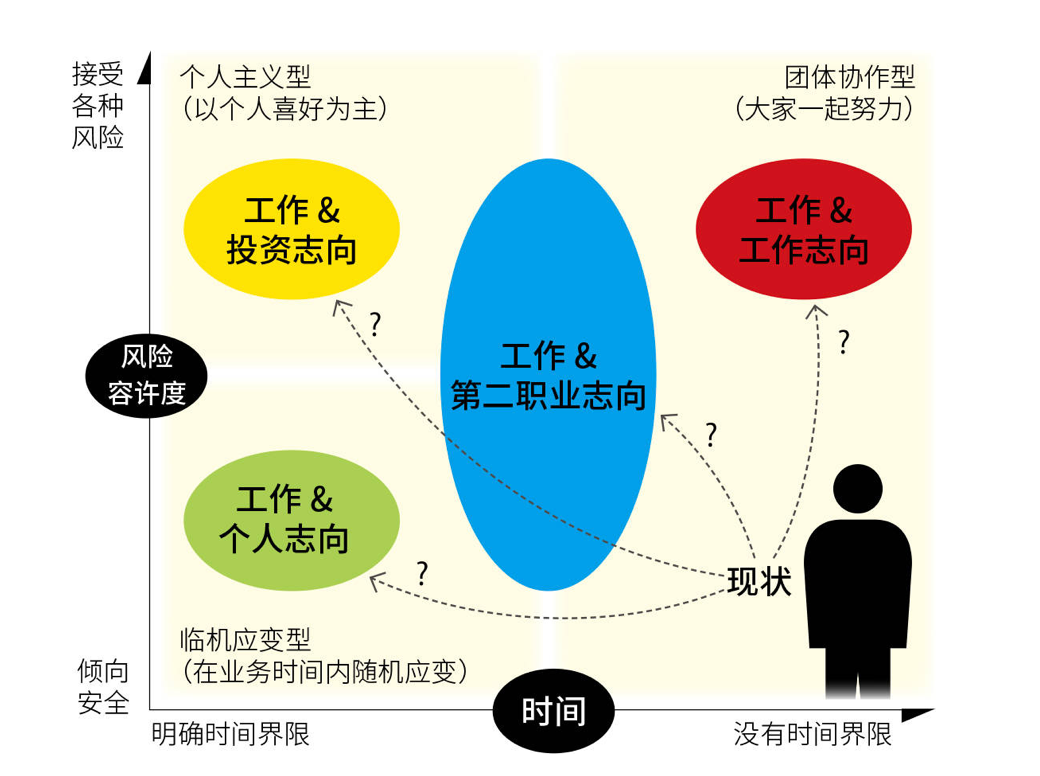 接受
各种
风险
个人主义型
（以个人喜好为主）
团体协作型
（大家一起努力）
工作 &
投资志向
工作 &
工作志向
?
?
风险
容许度
工作 &
第二职业志向
?
工作 &
个人志向
?
现状
临机应变型
（在业务时间内随机应变）
倾向
安全
时间
明确时间界限
没有时间界限